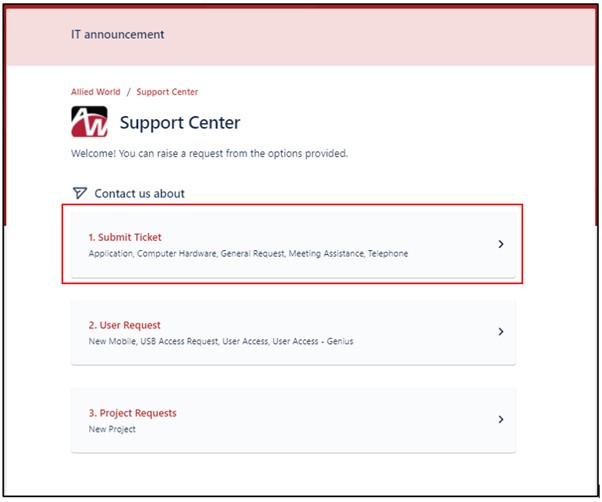 IT announcement
Allied World / Support Center
AW
Support Center
Welcome! You can raise a request from the options provided.
Contact us about
1. Submit Ticket
Application, Computer Hardware, General Request, Meeting Assistance, Telephone
2. User Request
New Mobile, USB Access Request, User Access, User Access - Genius
3. Project Requests
New Project